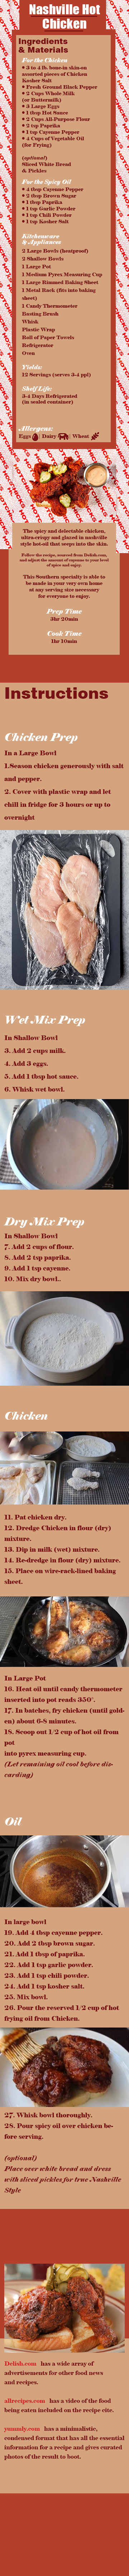 Nashville Hot
Chicken
Ingredients
& Materials
For the Chicken
* 3 to 4 lb. bone-in skin-on
assorted pieces of Chicken
Kosher Salt
* Fresh Ground Black Pepper
* 2 Cups Whole Milk
(or Buttermilk)
* 3 Large Eggs
* 1 tbsp Hot Sauce
* 2 Cups All-Purpose Flour
* 2 tsp Paprika
* 1 tsp Cayenne Pepper
* 4 Cups of Vegetable Oil
(for Frying)
(optional)
Sliced White Bread
& Pickles
For the Spicy Oil
* 4 tbsp Cayenne Pepper
* 2 tbsp Brown Sugar
* 1 tbsp Paprika
* 1 tsp Garlic Powder
* 1 tsp Chili Powder
* 1 tsp Kosher Salt
Kitchenware
& Appliances
2 Large Bowls (heatproof)
2 Shallow Bowls
1 Large Pot
1 Medium Pyrex Measuring Cup
1 Large Rimmed Baking Sheet
1 Metal Rack (fits into baking
sheet)
1 Candy Thermometer
Basting Brush
Whisk
Plastic Wrap
Roll of Paper Towels
Refrigerator
Oven
Yields:
12 Servings (serves 3-4 ppl)
Shelf Life:
3-4 Days Refrigerated
(in sealed container)
Allergens:
Eggs Dairy Wheat
The spicy and delectable chicken,
ultra-crispy and glazed in nashville
style hot-oil that seeps into the skin.
Follow the recipe, sourced from Delish.com,
and adjust the amount of cayenne to your level
of spice and enjoy.
This Southern specialty is able to
be made in your very own home
at any serving size necessary
for everyone to enjoy.
Prep Time
3hr 20min
Cook Time
1hr 10min
Instructions
Chicken Prep
In a Large Bowl
1.Season chicken generously with salt
and pepper.
2. Cover with plastic wrap and let
chill in fridge for 3 hours or up to
overnight
Wet Mix Prep
In Shallow Bowl
3. Add 2 cups milk.
4. Add 3 eggs.
5. Add 1 tbsp hot sauce.
6. Whisk wet bowl.
Dry Mix Prep
In Shallow Bowl
7. Add 2 cups of flour.
8. Add 2 tsp paprika.
9. Add 1 tsp cayenne.
10. Mix dry bowl..
Chicken
11. Pat chicken dry.
12. Dredge Chicken in flour (dry)
mixture.
13. Dip in milk (wet) mixture.
14. Re-dredge in flour (dry) mixture.
15. Place on wire-rack-lined baking
sheet.
In Large Pot
16. Heat oil until candy thermometer
inserted into pot reads 350°.
17. In batches, fry chicken (until gold-
en) about 6-8 minutes.
18. Scoop out 1/2 cup of hot oil from
pot
into pyrex measuring cup.
(Let remaining oil cool before dis-
carding)
Oil
In large bowl
19. Add 4 tbsp cayenne pepper.
20. Add 2 tbsp brown sugar.
21. Add 1 tbsp of paprika.
22. Add 1 tsp garlic powder.
23. Add 1 tsp chili powder.
24. Add 1 tsp kosher salt.
25. Mix bowl.
26. Pour the reserved 1/2 cup of hot
frying oil from Chicken.
27. Whisk bowl thoroughly.
28. Pour spicy oil over chicken be-
fore serving.
(optional)
Place over white bread and dress
with sliced pickles for true Nashville
Style
Delish.com has a wide array of
advertisements for other food news
and recipes.
allrecipes.com has a video of the food
being eaten included on the recipe cite.
yummly.com has a minimalistic,
condensed format that has all the essential
information for a recipe and gives curated
photos of the result to boot.